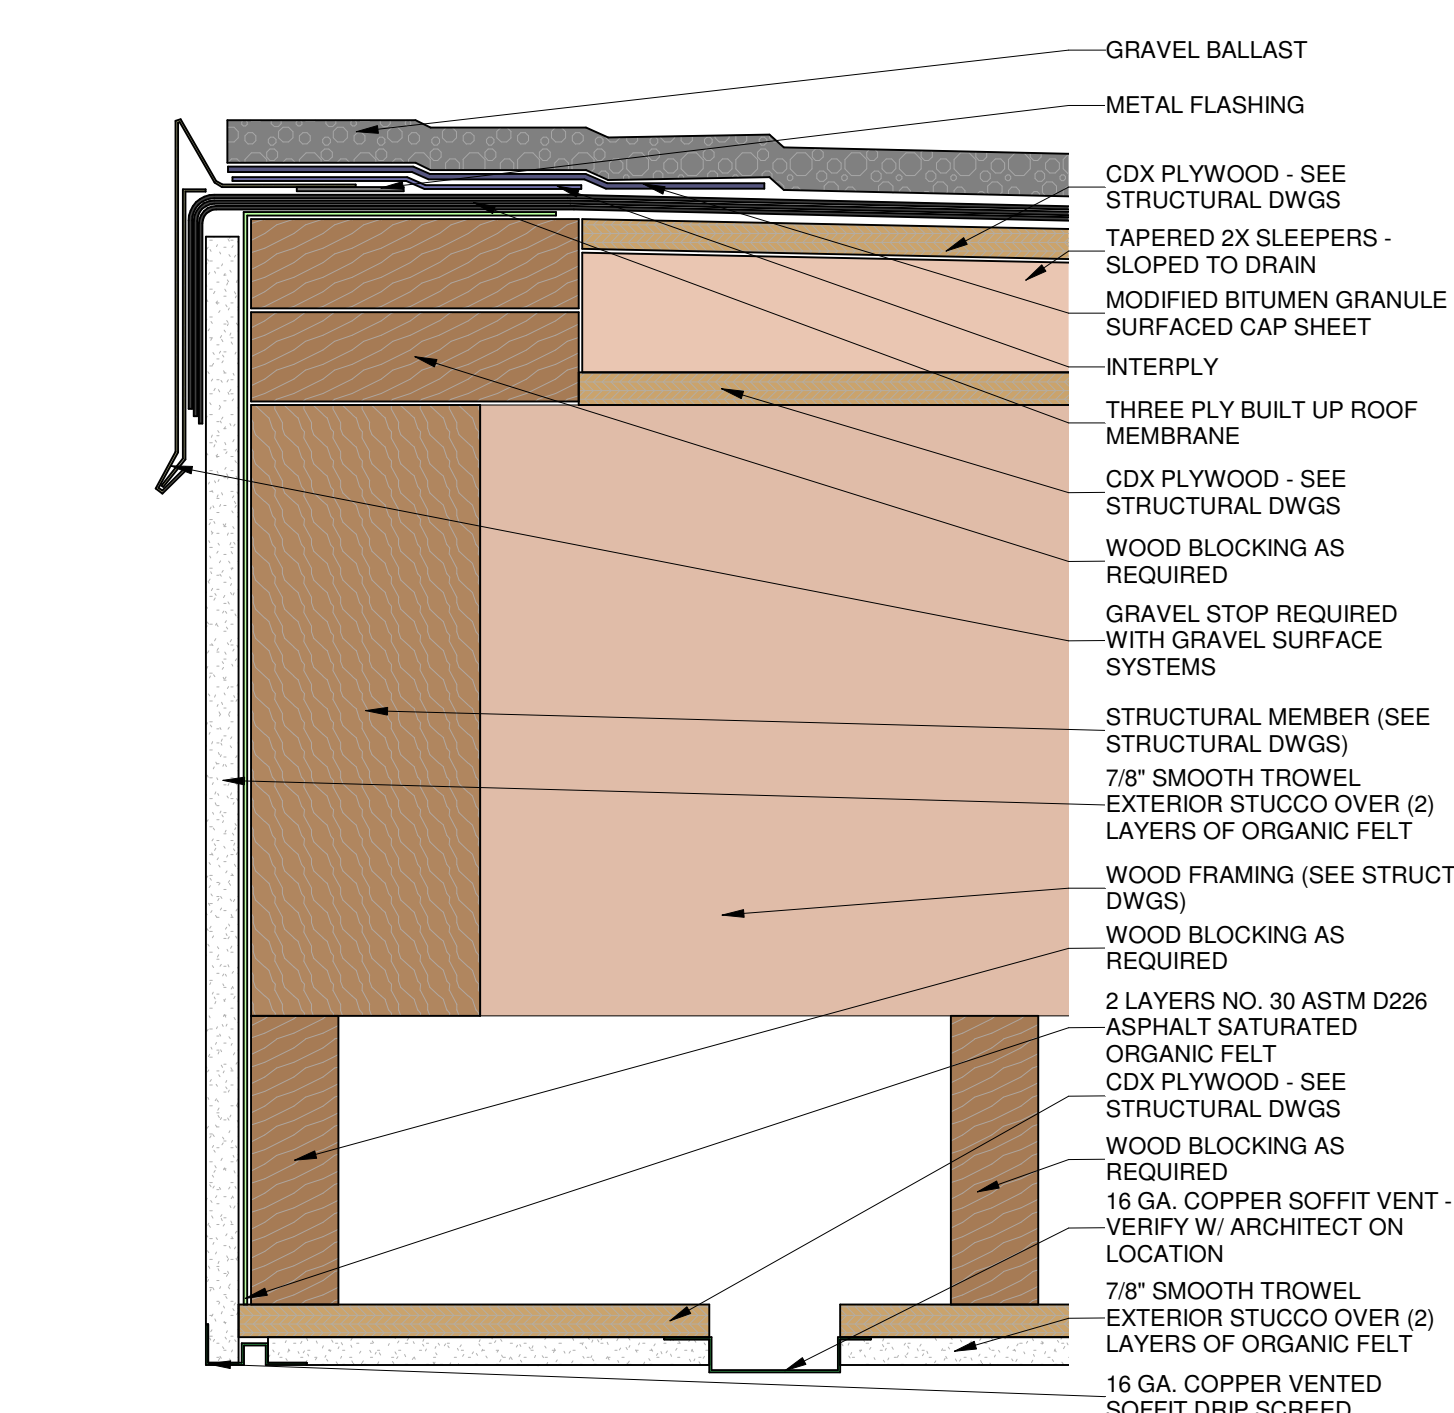 GRAVEL BALLAST
METAL FLASHING
CDX PLYWOOD - SEE
STRUCTURAL DWGS
TAPERED 2X SLEEPERS -
SLOPED TO DRAIN
MODIFIED BITUMEN GRANULE
SURFACED CAP SHEET
INTERPLY
THREE PLY BUILT UP ROOF
MEMBRANE
CDX PLYWOOD - SEE
STRUCTURAL DWGS
WOOD BLOCKING AS
REQUIRED
GRAVEL STOP REQUIRED
WITH GRAVEL SURFACE
SYSTEMS
STRUCTURAL MEMBER (SEE
STRUCTURAL DWGS)
7/8" SMOOTH TROWEL
EXTERIOR STUCCO OVER (2)
LAYERS OF ORGANIC FELT
WOOD FRAMING (SEE STRUCT
DWGS)
WOOD BLOCKING AS
REQUIRED
2 LAYERS NO. 30 ASTM D226
ASPHALT SATURATED
ORGANIC FELT
CDX PLYWOOD - SEE
STRUCTURAL DWGS
WOOD BLOCKING AS
REQUIRED
16 GA. COPPER SOFFIT VENT -
VERIFY W/ ARCHITECT ON
LOCATION
7/8" SMOOTH TROWEL
EXTERIOR STUCCO OVER (2)
LAYERS OF ORGANIC FELT
16 GA. COPPER VENTED
SOFFIT DRIP SCREED